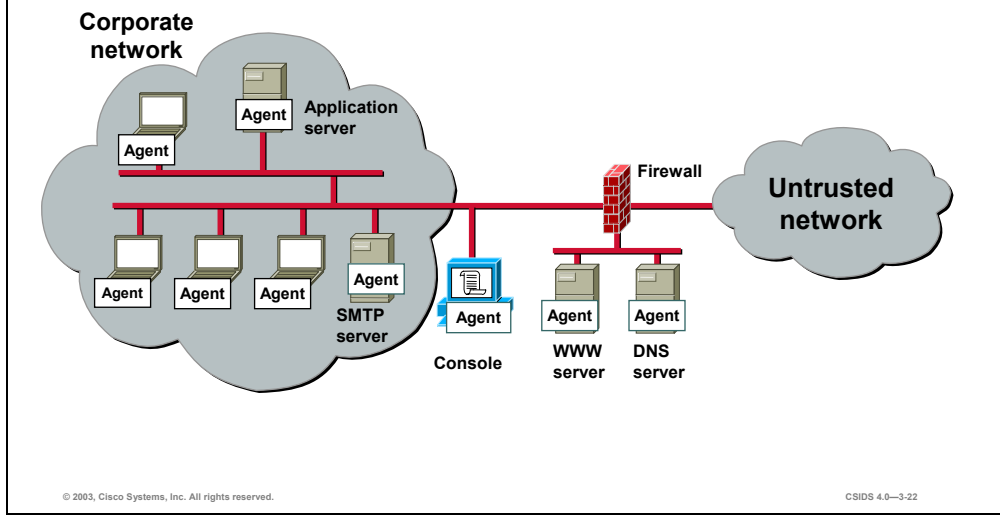 Corporate
network
Agent
Agent
Application
server
Firewall
Untrusted
network
Agent
Agent
Agent
Agent
SMTP
server
Agent
Console
Agent
WWW
server
Agent
DNS
server
© 2003, Cisco Systems, Inc. All rights reserved.
CSIDS 4.0—3-22